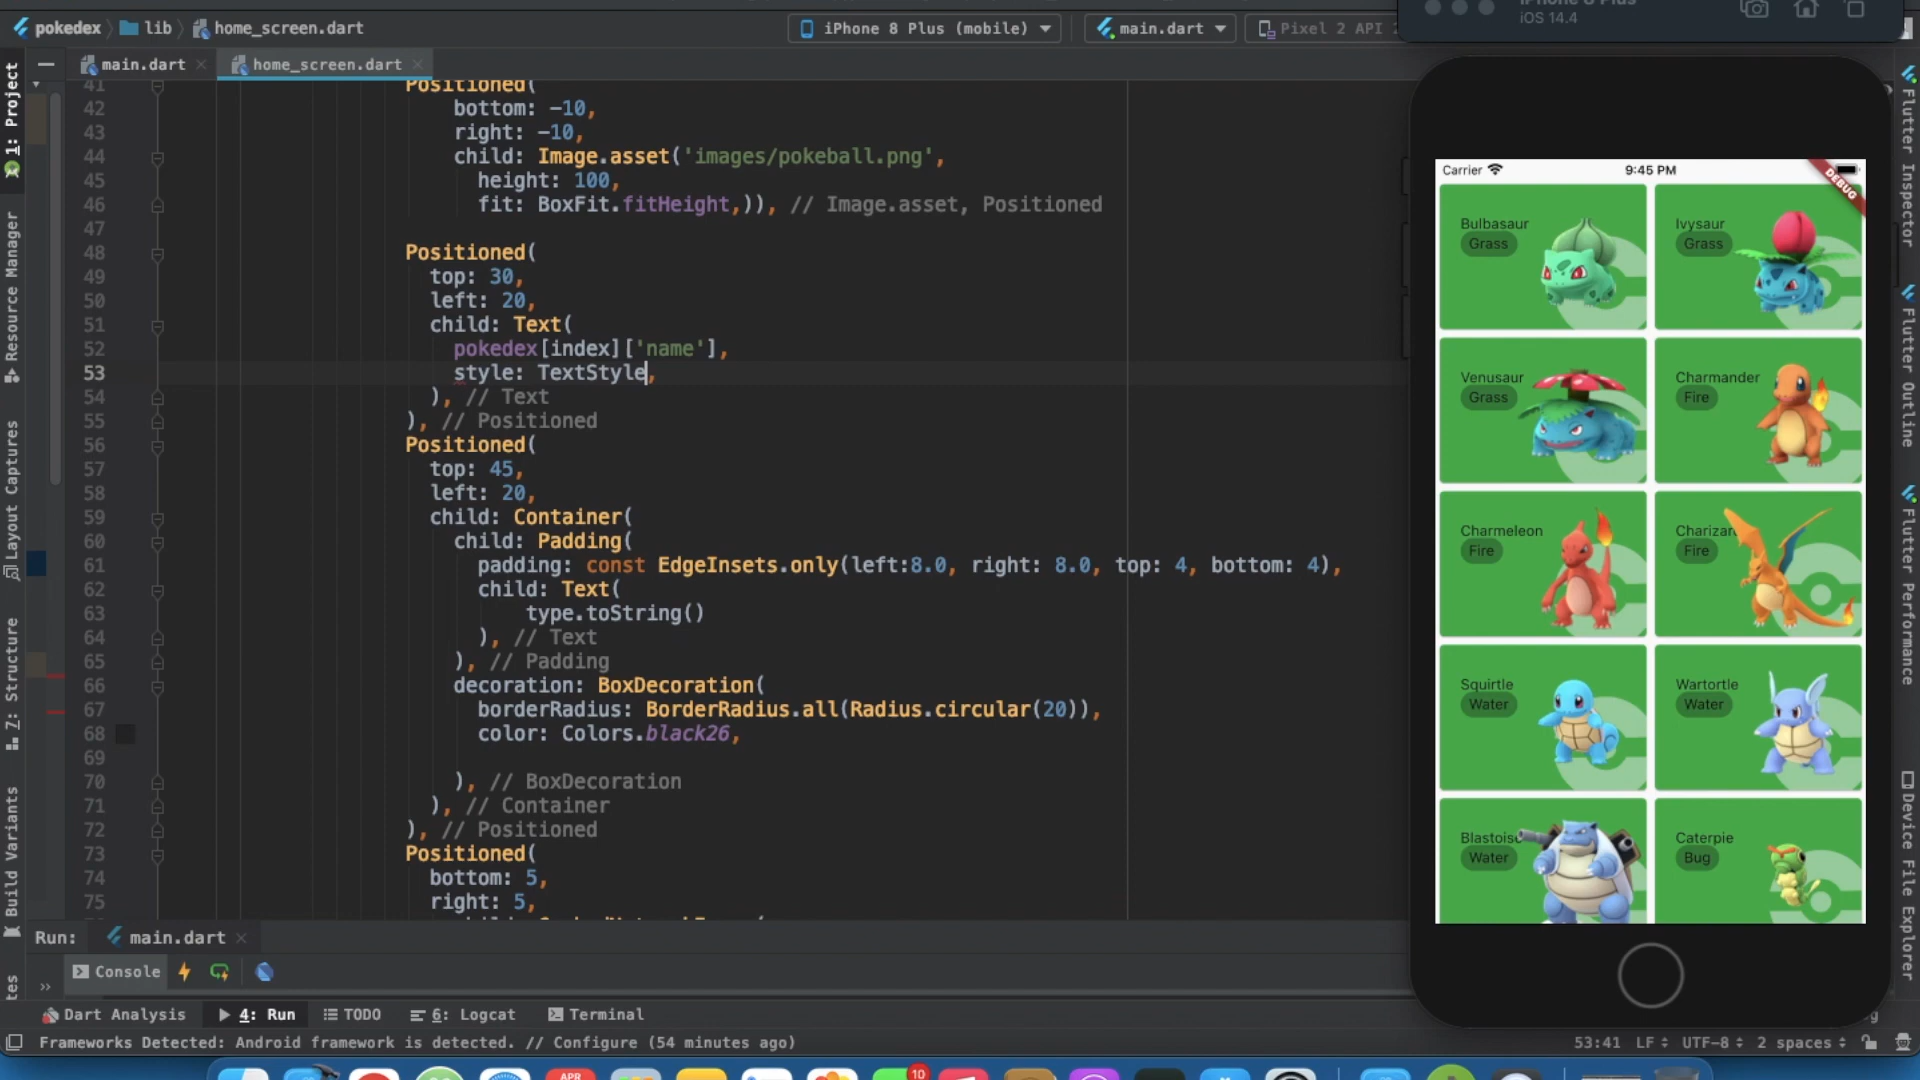 pokedex lib home_screen.dart
iPhone 8 Plus (mobile)
main.dart
Pixel 2 API 2
iPhone 8 Plus
iOS 14.4
main.dart
home_screen.dart
41 Positioned(
42 bottom: -10,
43 right: -10,
44 child: Image.asset('images/pokeball.png',
45 height: 100,
46 fit: BoxFit.fitHeight,)), // Image.asset, Positioned
47
48 Positioned(
49 top: 30,
50 left: 20,
51 child: Text(
52 pokedex[index]['name'],
53 style: TextStyle,
54 ), // Text
55 ), // Positioned
56 Positioned(
57 top: 45,
58 left: 20,
59 child: Container(
60 child: Padding(
61 padding: const EdgeInsets.only(left:8.0, right: 8.0, top: 4, bottom: 4),
62 child: Text(
63 type.toString()
64 ), // Text
65 ), // Padding
66 decoration: BoxDecoration(
67 borderRadius: BorderRadius.all(Radius.circular(20)),
68 color: Colors.black26,
69
70 ), // BoxDecoration
71 ), // Container
72 ), // Positioned
73 Positioned(
74 bottom: 5,
75 right: 5,
1: Project
Resource Manager
Layout Captures
Z: Structure
Build Variants
Carrier
9:45 PM
DEBUG
Bulbasaur
Grass
Ivysaur
Grass
Venusaur
Grass
Charmander
Fire
Charmeleon
Fire
Charizar
Fire
Squirtle
Water
Wartortle
Water
Blastoise
Water
Caterpie
Bug
Flutter Inspector
Flutter Outline
Flutter Performance
Device File Explorer
Run: main.dart
Console
Dart Analysis
4: Run
TODO
6: Logcat
Terminal
Frameworks Detected: Android framework is detected. // Configure (54 minutes ago)
53:41 LF UTF-8 2 spaces
APR
10